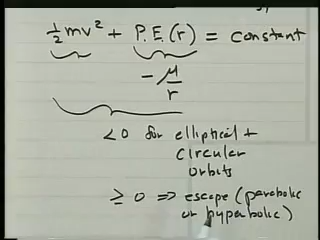 ½mv² + P.E.(r) = constant
- μ/r
< 0 for elliptical +
circular
orbits
≥ 0 ⇒ escape (parabolic
or hyperbolic)